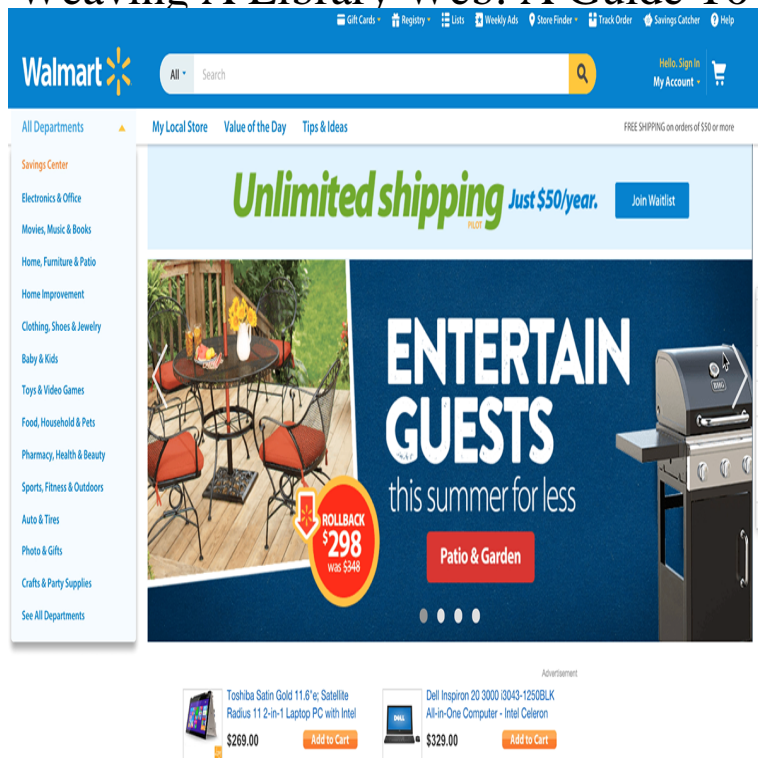 Weaving A Library Web: A Guide To
Gift Cards Registry Lists Weekly Ads Store Finder Track Order Savings Catcher Help
Walmart All Search Hello. Sign In
My Account
All Departments My Local Store Value of the Day Tips & Ideas FREE SHIPPING on orders of $50 or more
Savings Center
Electronics & Office
Movies, Music & Books
Home, Furniture & Patio
Home Improvement
Clothing, Shoes & Jewelry
Baby & Kids
Toys & Video Games
Food, Household & Pets
Pharmacy, Health & Beauty
Sports, Fitness & Outdoors
Auto & Tires
Photo & Gifts
Crafts & Party Supplies
See All Departments
Unlimited shipping Just $50/year. Join Waitlist
PILOT
ENTERTAIN
GUESTS
this summer for less
Patio & Garden
ROLLBACK
$298
was $348
Advertisement
Toshiba Satin Gold 11.6"e; Satellite
Radius 11 2-in-1 Laptop PC with Intel
$269.00 Add to Cart
Dell Inspiron 20 3000 i3043-1250BLK
All-in-One Computer - Intel Celeron
$329.00 Add to Cart
DELL